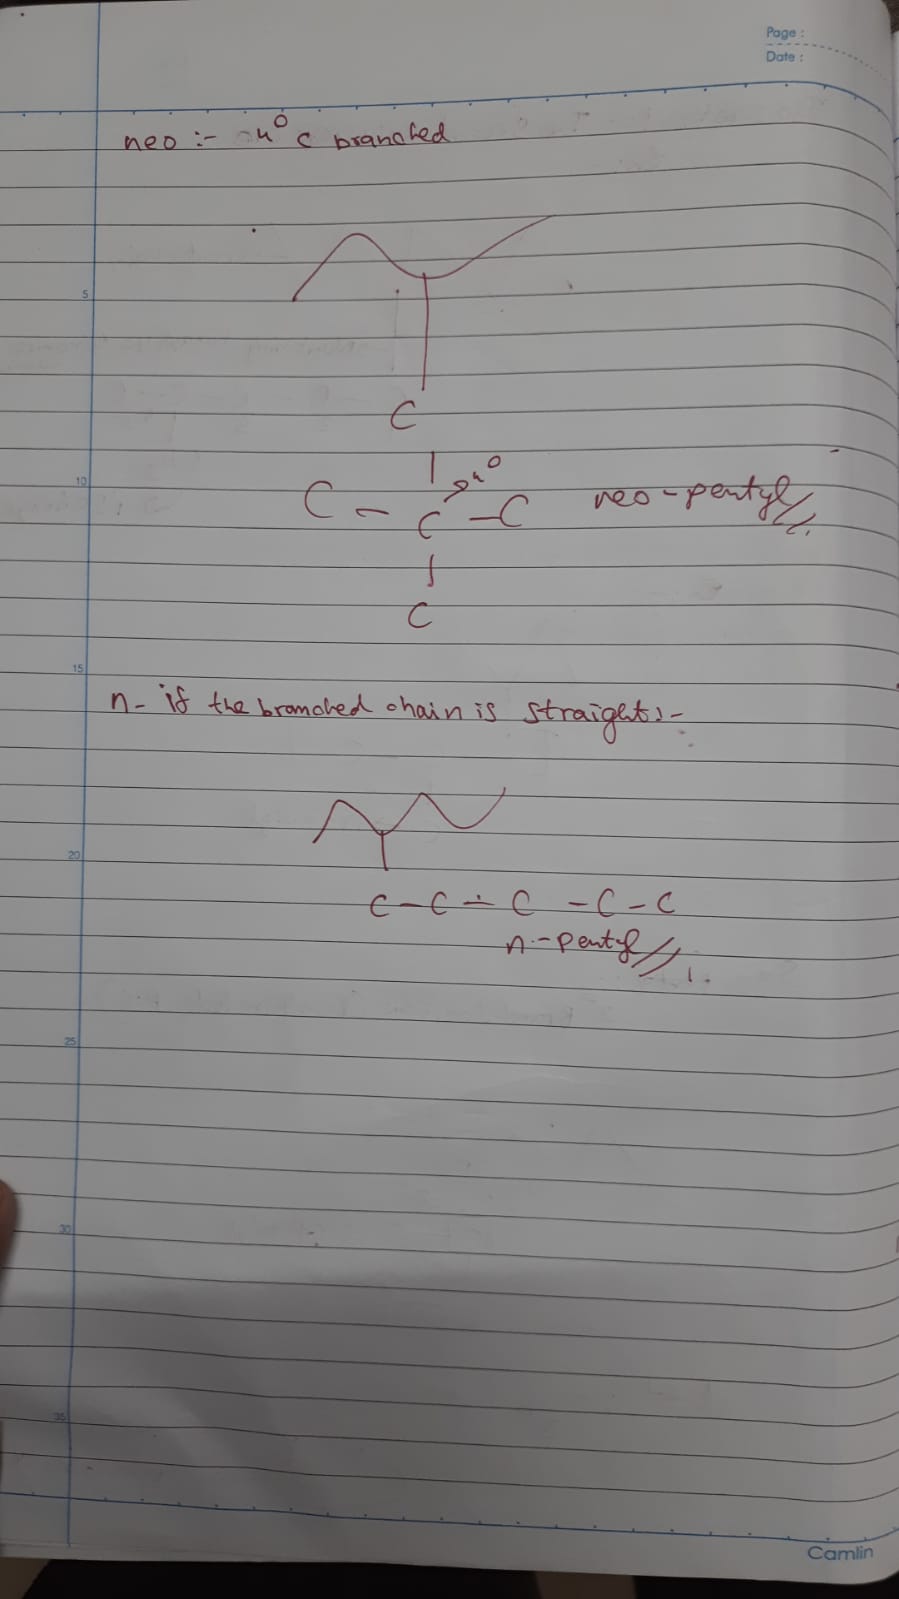 Page :
Date :
neo :- 4° c branched
5
C
10
4°
C - C - C neo-pentyl
C
15
n- if the branched chain is straight:-
20
C - C - C - C - C
n-pentyl
25
30
35
Camlin